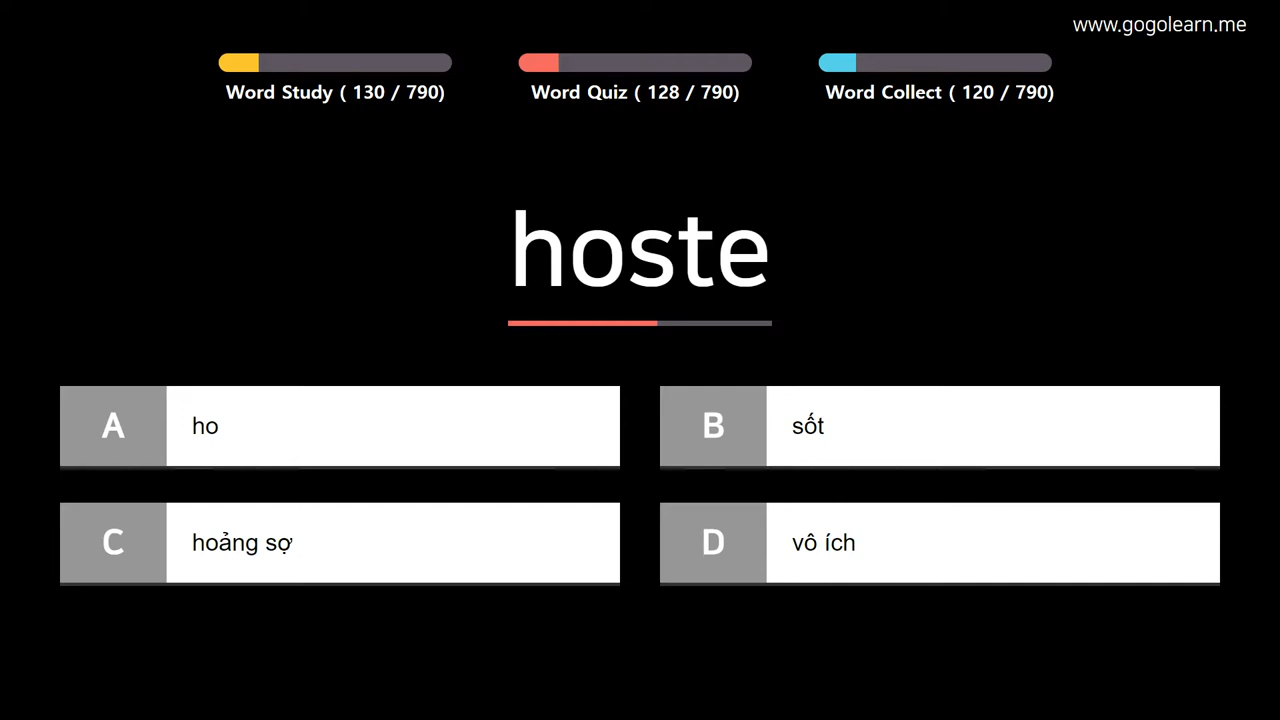 www.gogolearn.me
Word Study ( 130 / 790) Word Quiz ( 128 / 790) Word Collect ( 120 / 790)
hoste
A ho
B sốt
C hoảng sợ
D vô ích